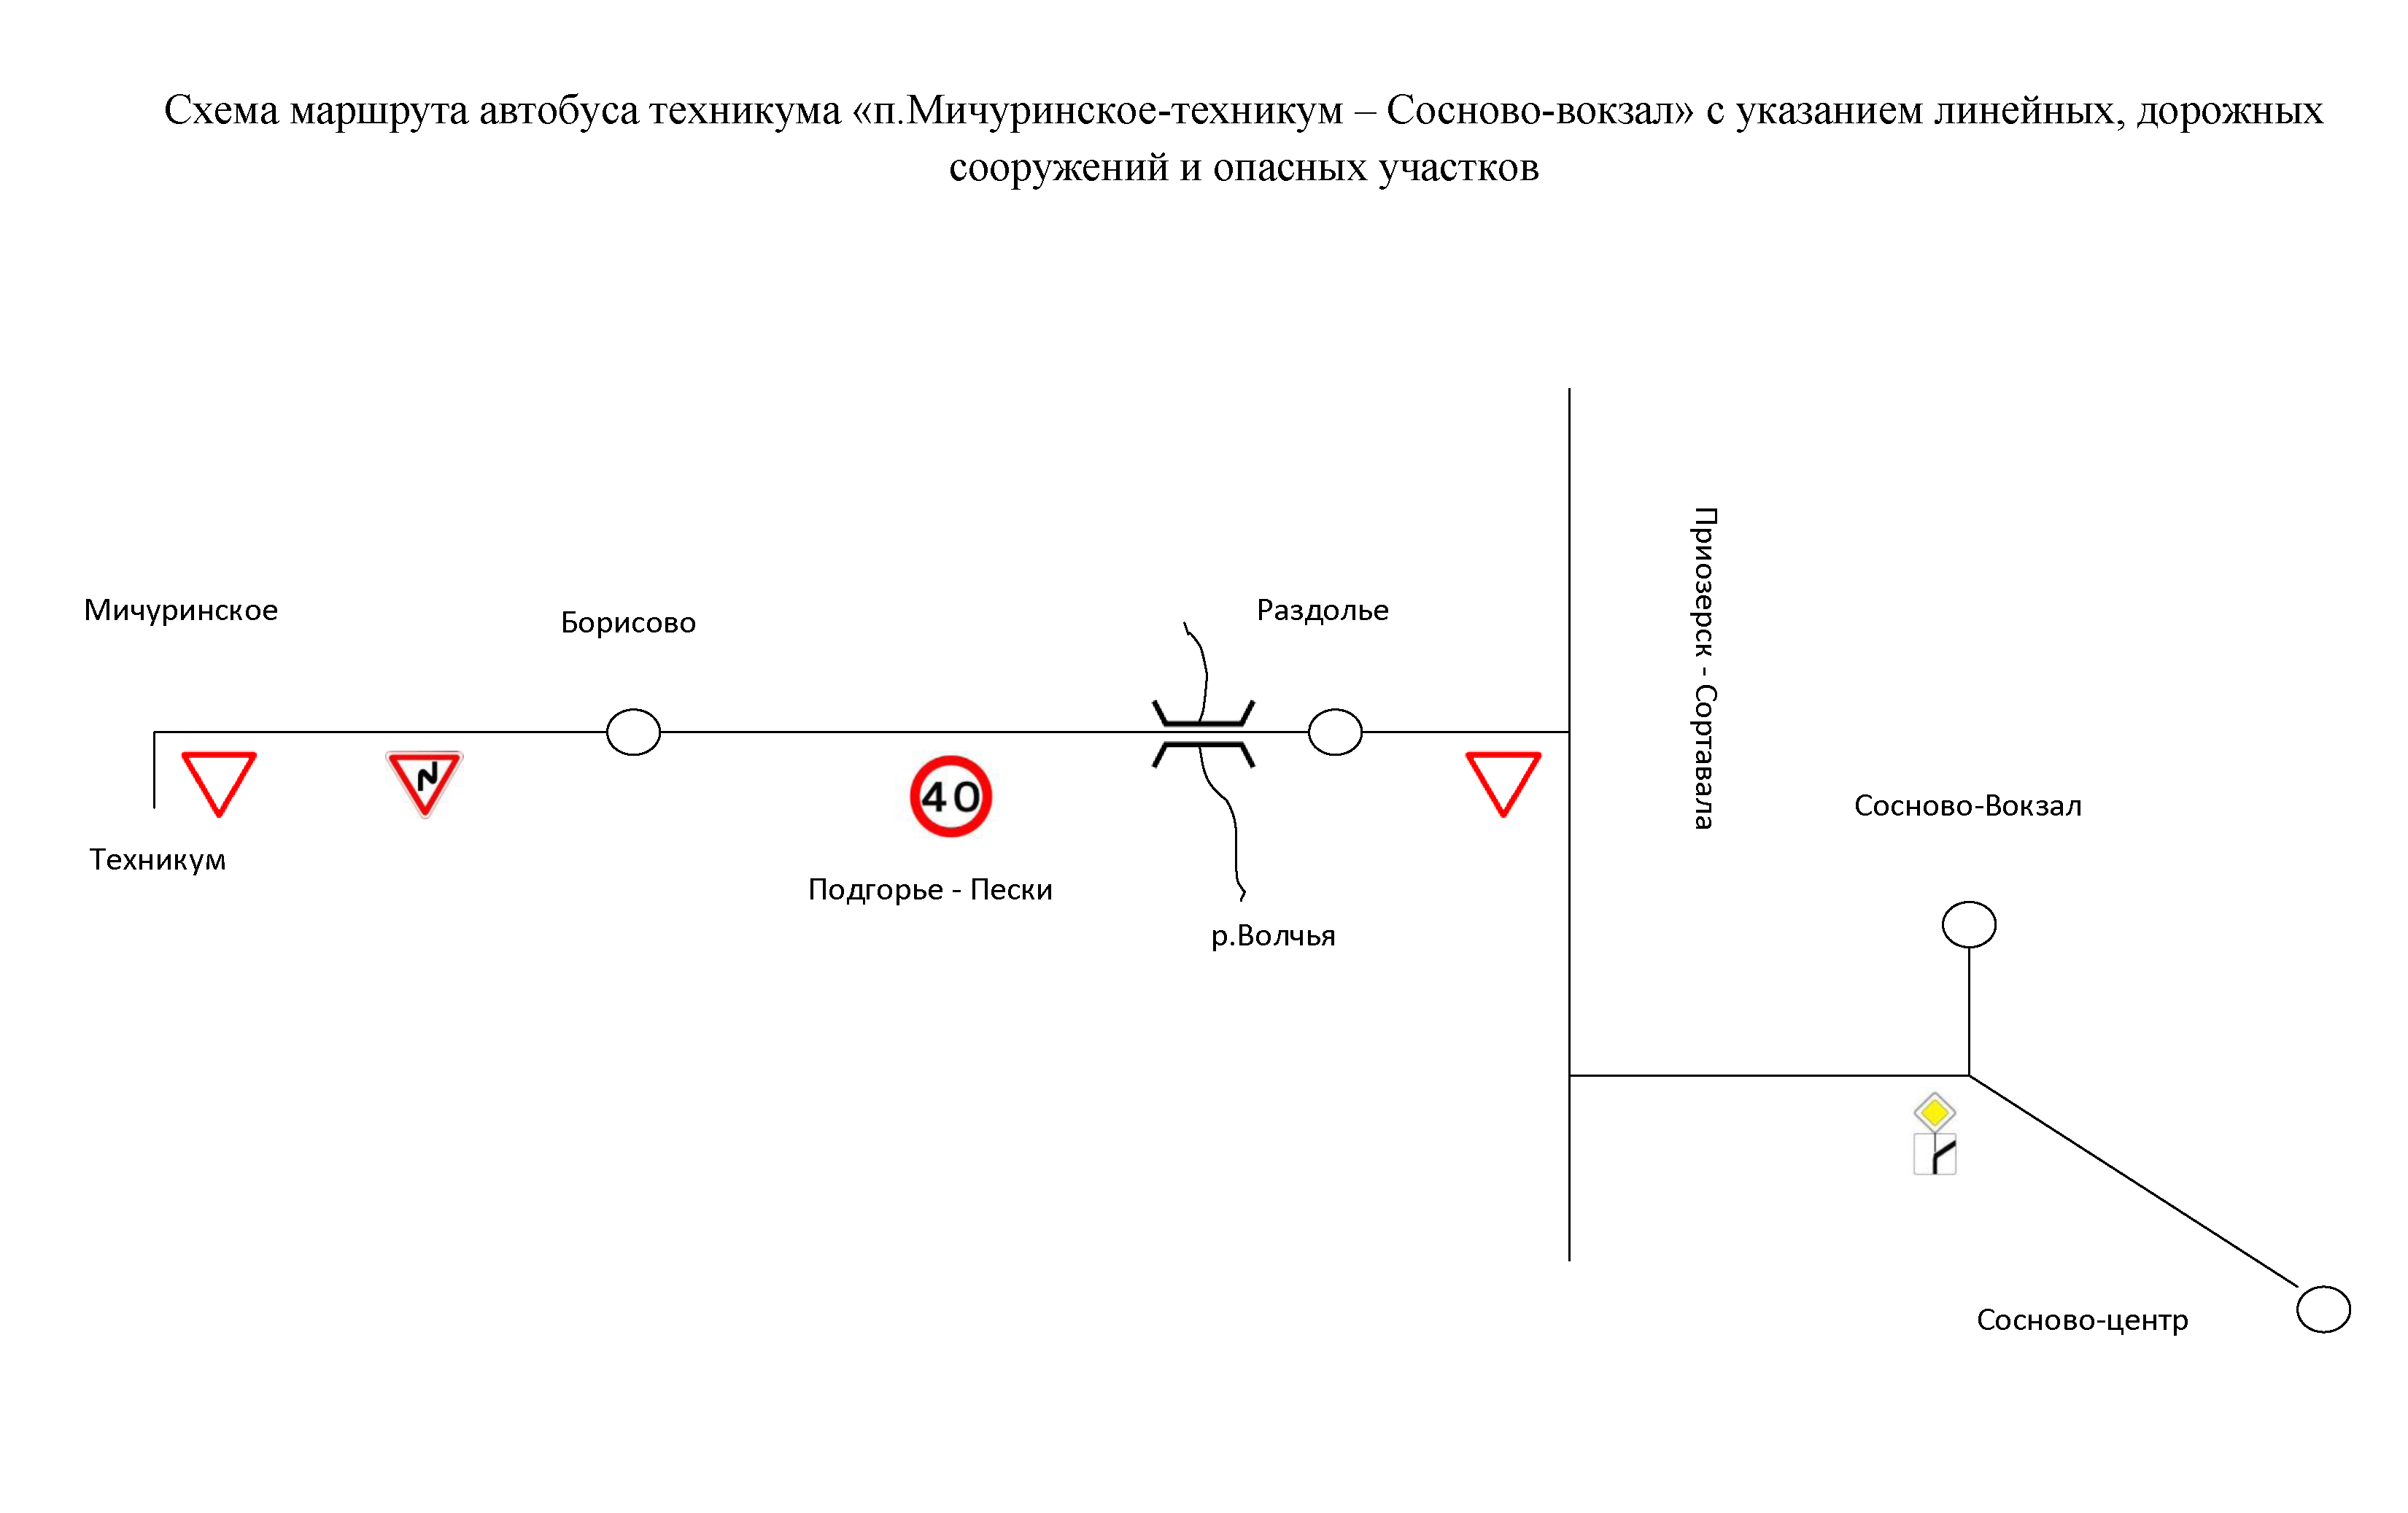 Схема маршрута автобуса техникума «п.Мичуринское-техникум – Сосново-вокзал» с указанием линейных, дорожных
сооружений и опасных участков
Мичуринское
Борисово
Раздолье
Приозерск - Сортавала
40
Техникум
Подгорье - Пески
р.Волчья
Сосново-Вокзал
Сосново-центр